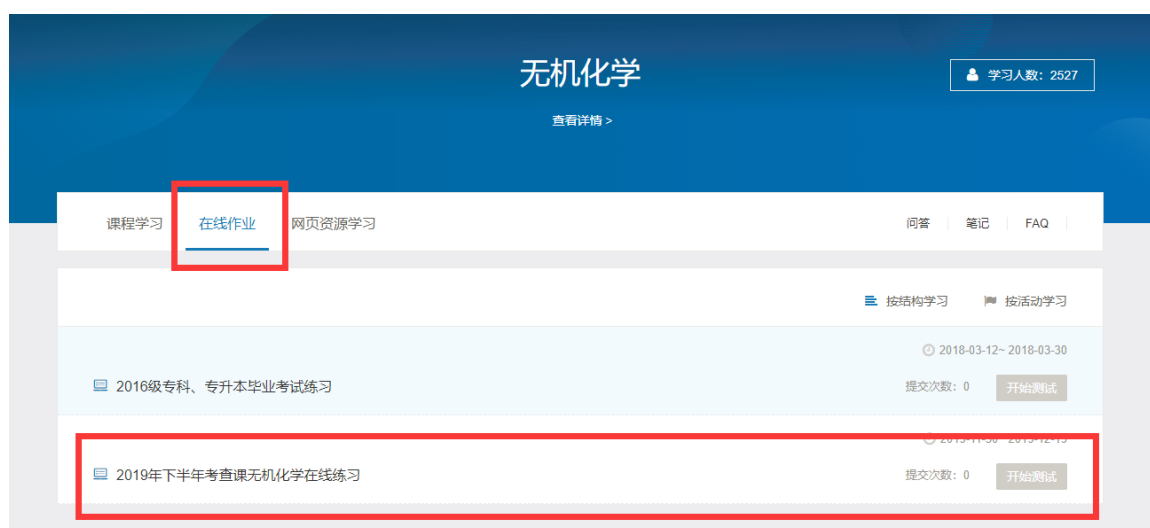 无机化学
学习人数：2527
查看详情 >
课程学习 在线作业 网页资源学习 问答 笔记 FAQ
按结构学习 按活动学习
2018-03-12~ 2018-03-30
2016级专科、专升本毕业考试练习 提交次数：0 开始测试
2019年下半年考查课无机化学在线练习 提交次数：0 开始测试